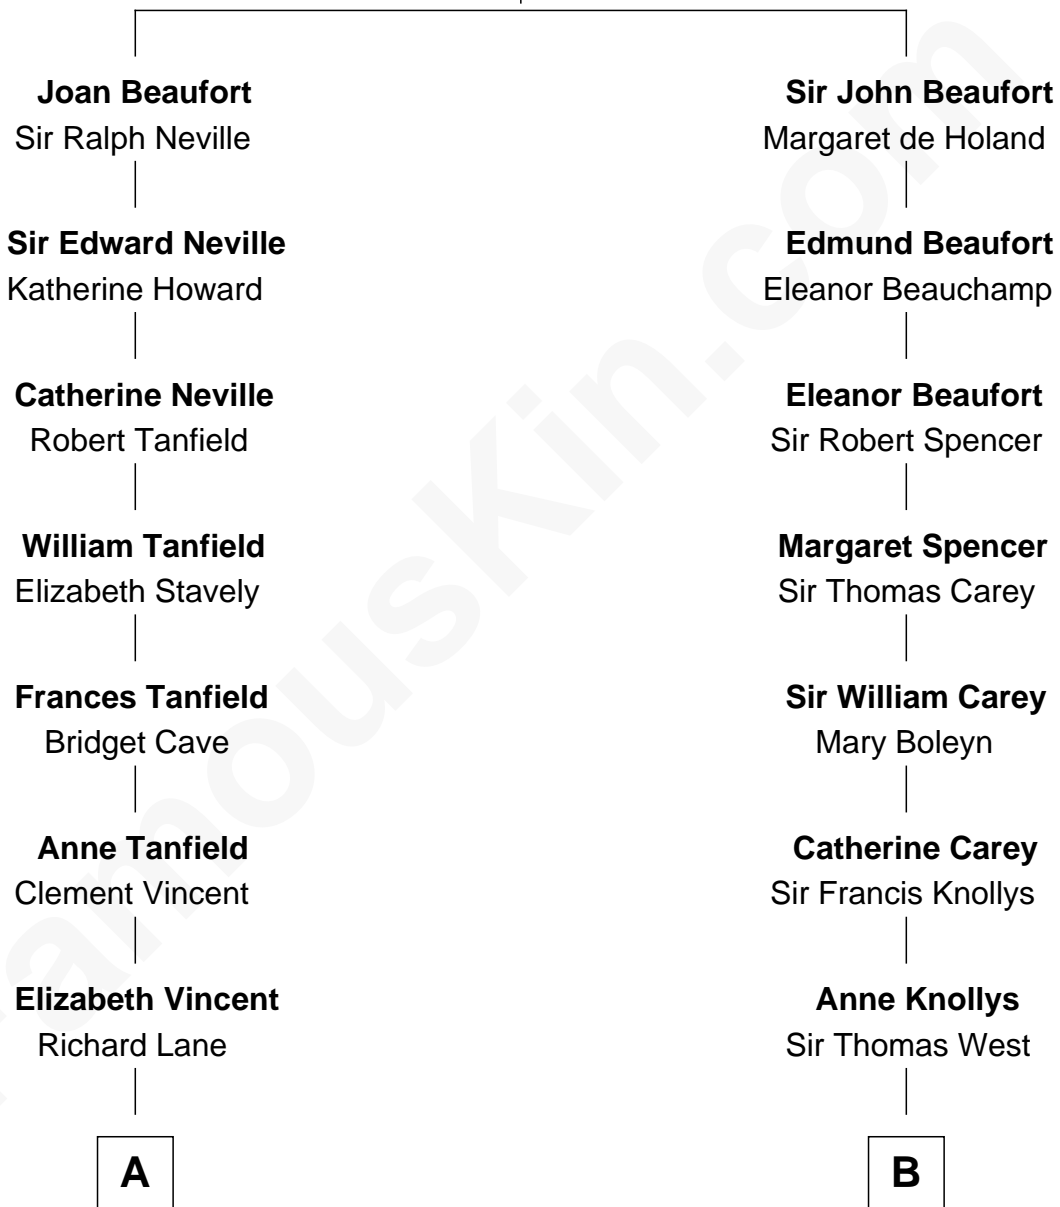 Joan Beaufort
Sir Ralph Neville
Sir Edward Neville
Katherine Howard
Catherine Neville
Robert Tanfield
William Tanfield
Elizabeth Stavely
Frances Tanfield
Bridget Cave
Anne Tanfield
Clement Vincent
Elizabeth Vincent
Richard Lane
A
Sir John Beaufort
Margaret de Holand
Edmund Beaufort
Eleanor Beauchamp
Eleanor Beaufort
Sir Robert Spencer
Margaret Spencer
Sir Thomas Carey
Sir William Carey
Mary Boleyn
Catherine Carey
Sir Francis Knollys
Anne Knollys
Sir Thomas West
B
FamousKin.com